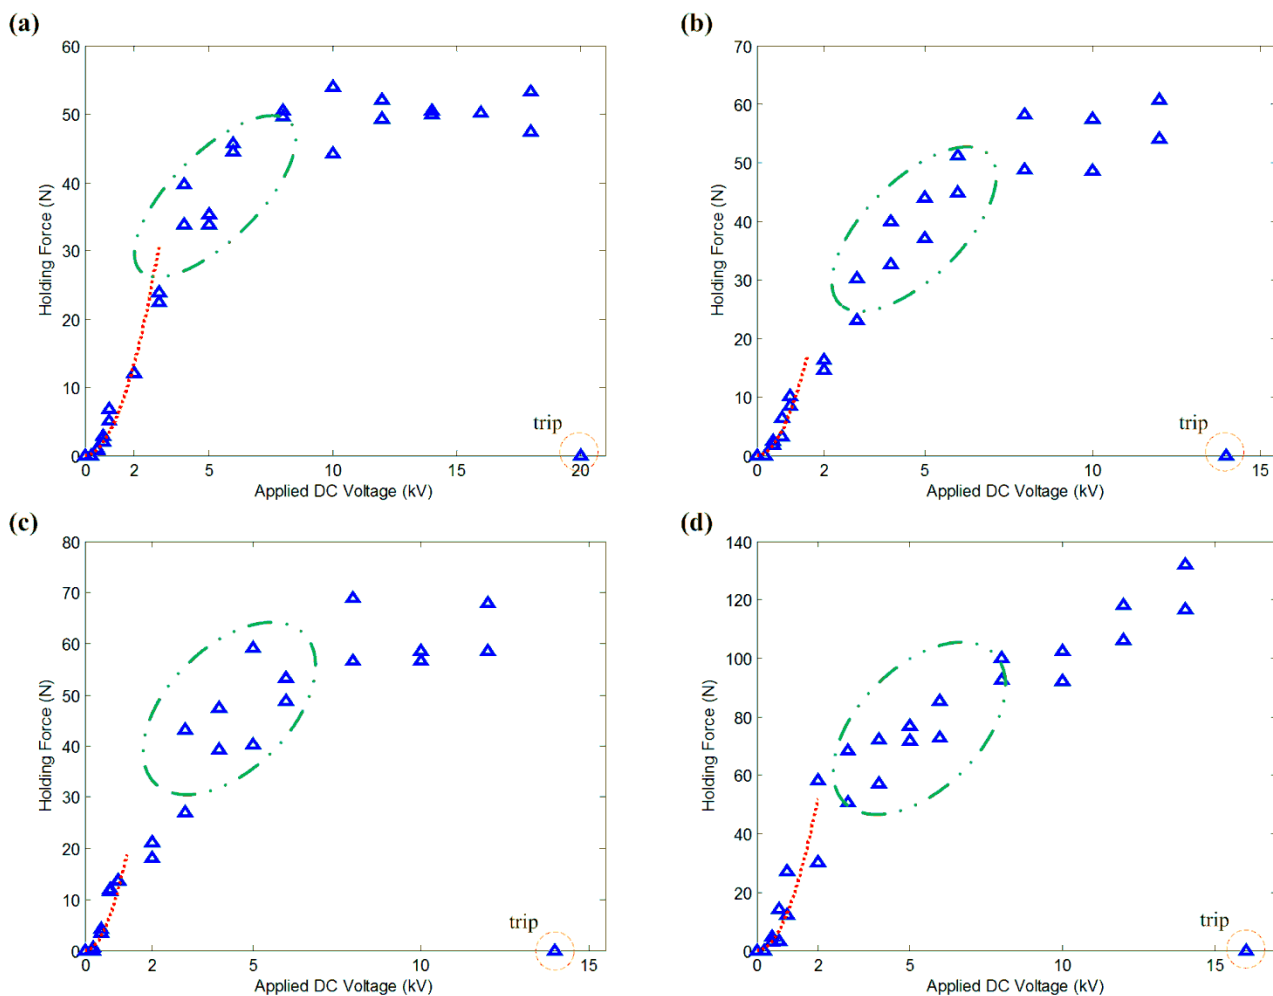 (a)
60
50
40
30
20
10
0
Holding Force (N)
trip
0 2 5 10 15 20
Applied DC Voltage (kV)
(b)
70
60
50
40
30
20
10
0
Holding Force (N)
trip
0 2 5 10 15
Applied DC Voltage (kV)
(c)
80
70
60
50
40
30
20
10
0
Holding Force (N)
trip
0 2 5 10 15
Applied DC Voltage (kV)
(d)
140
120
100
80
60
40
20
0
Holding Force (N)
trip
0 2 5 10 15
Applied DC Voltage (kV)